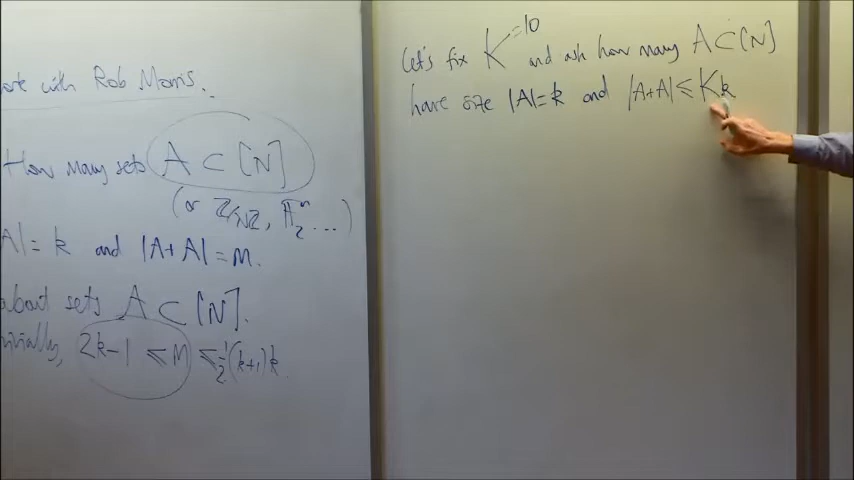 work with Rob Morris.
How many sets A ⊂ [N]
(or ℤ/Nℤ, 𝔽₂ⁿ ...)
|A| = k and |A+A| = m.
about sets A ⊂ [N].
2k-1 ≤ m ≤ ½(k+1)k.
Let's fix K =10 and ask how many A ⊂ [N]
have size |A| = k and |A+A| ≤ Kk